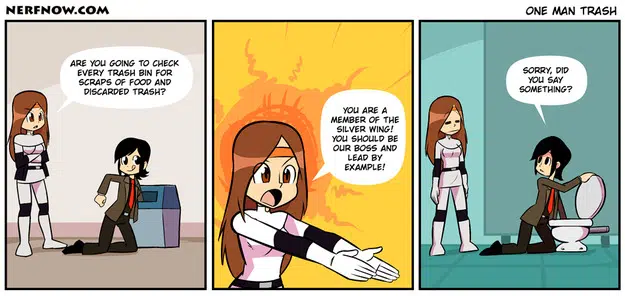 NERFNOW.COM
ONE MAN TRASH
ARE YOU GOING TO CHECK
EVERY TRASH BIN FOR
SCRAPS OF FOOD AND
DISCARDED TRASH?
YOU ARE A
MEMBER OF THE
SILVER WING!
YOU SHOULD BE
OUR BOSS AND
LEAD BY
EXAMPLE!
SORRY, DID
YOU SAY
SOMETHING?